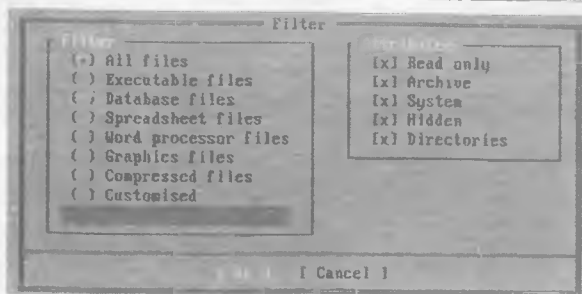 Filter
Filter
(•) All files
( ) Executable files
( ) Database files
( ) Spreadsheet files
( ) Word processor files
( ) Graphics files
( ) Compressed files
( ) Customised
[x] Read only
[x] Archive
[x] System
[x] Hidden
[x] Directories
[ Cancel ]